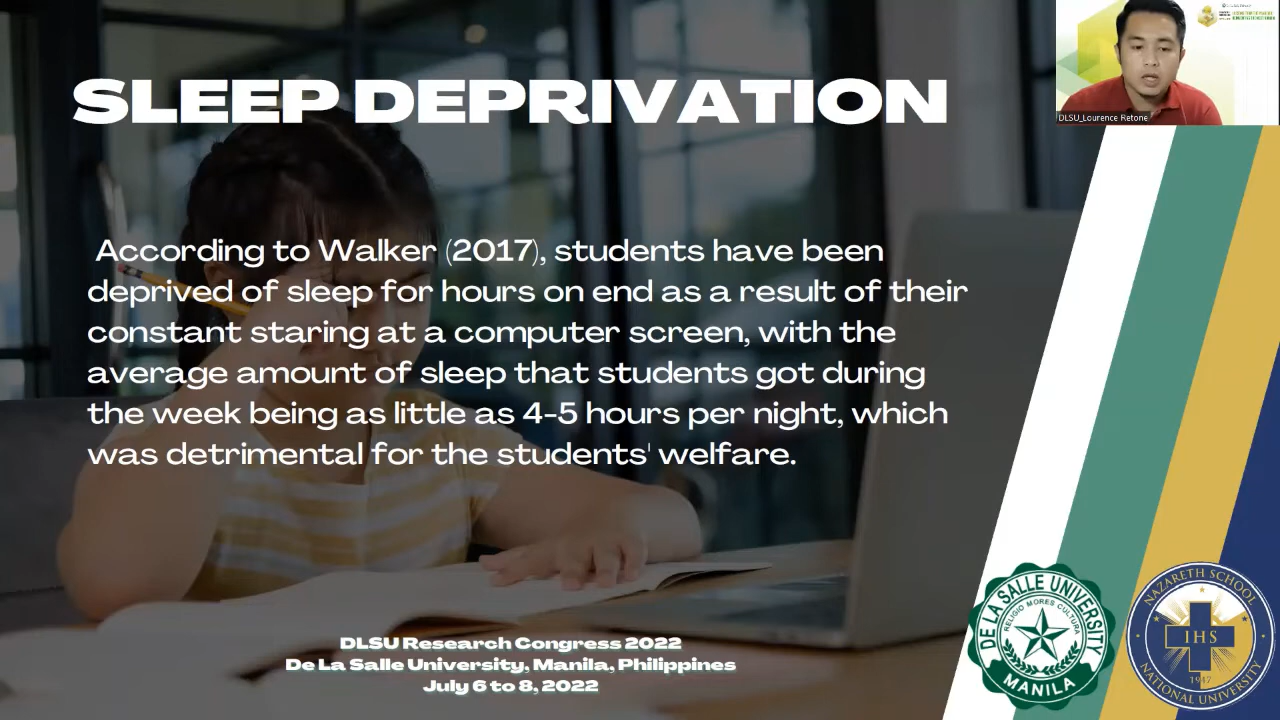 SLEEP DEPRIVATION
DLSU_Lourence Retone
According to Walker (2017), students have been
deprived of sleep for hours on end as a result of their
constant staring at a computer screen, with the
average amount of sleep that students got during
the week being as little as 4-5 hours per night, which
was detrimental for the students' welfare.
DLSU Research Congress 2022
De La Salle University, Manila, Philippines
July 6 to 8, 2022
DE LA SALLE UNIVERSITY
RELIGIO MORES CULTURA
MANILA
NAZARETH SCHOOL
IHS
1947
NATIONAL UNIVERSITY